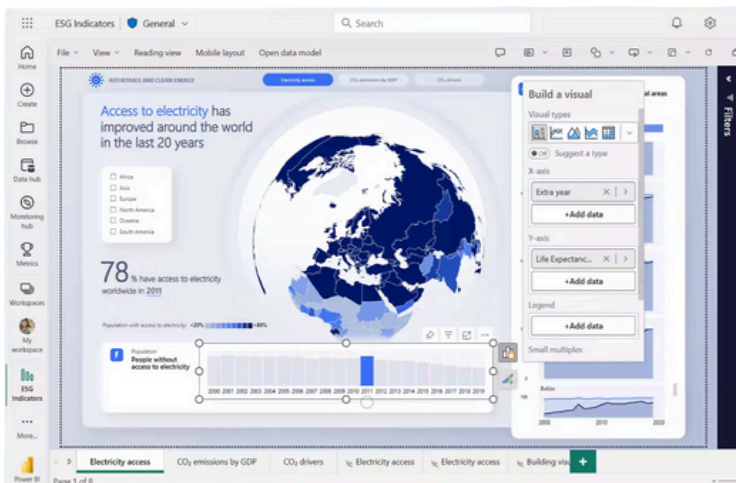 ESG Indicators General
Search
File View Reading view Mobile layout Open data model
Home
Create
Browse
Data hub
Monitoring
hub
Metrics
Workspaces
My
workspace
ESG
Indicators
More...
Power BI
AFFORDABLE AND CLEAN ENERGY
Electricity access CO₂ emissions by GDP CO₂ drivers
Access to electricity has
improved around the world
in the last 20 years
Africa
Asia
Europe
North America
Oceania
South America
78 % have access to electricity
worldwide in 2011
Population with access to electricity: <20% >80%
Population
People without
access to electricity
2000 2001 2002 2003 2004 2005 2006 2007 2008 2009 2010 2011 2012 2013 2014 2015 2016 2017 2018 2019
Build a visual
Visual types
Off Suggest a type
X-axis
Extra year
+Add data
Y-axis
Life Expectanc...
+Add data
Legend
+Add data
Small multiples
al areas
Belize
100
0
2000 2010 2020
Filters
Electricity access CO₂ emissions by GDP CO₂ drivers Electricity access Electricity access Building visu
Page 1 of 8